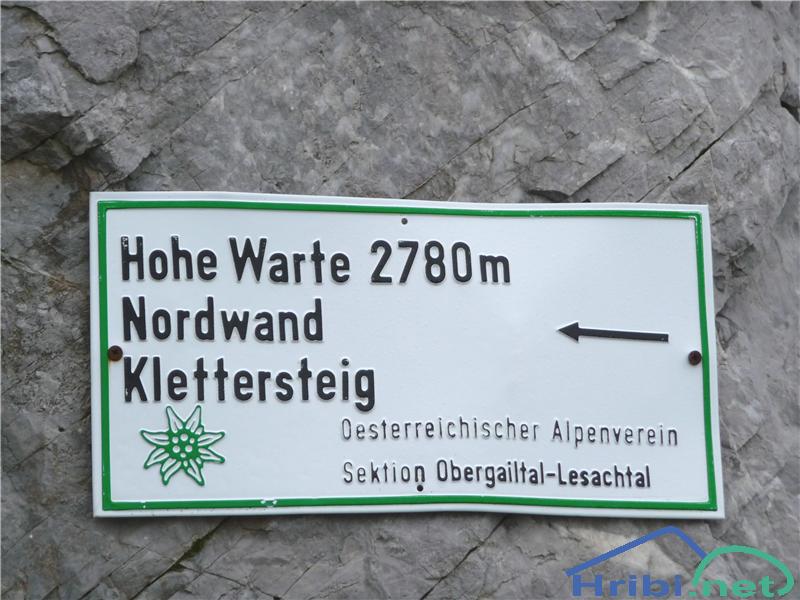 Hohe Warte 2780m
Nordwand
Klettersteig
Oesterreichischer Alpenverein
Sektion Obergailtal-Lesachtal
Hribi.net